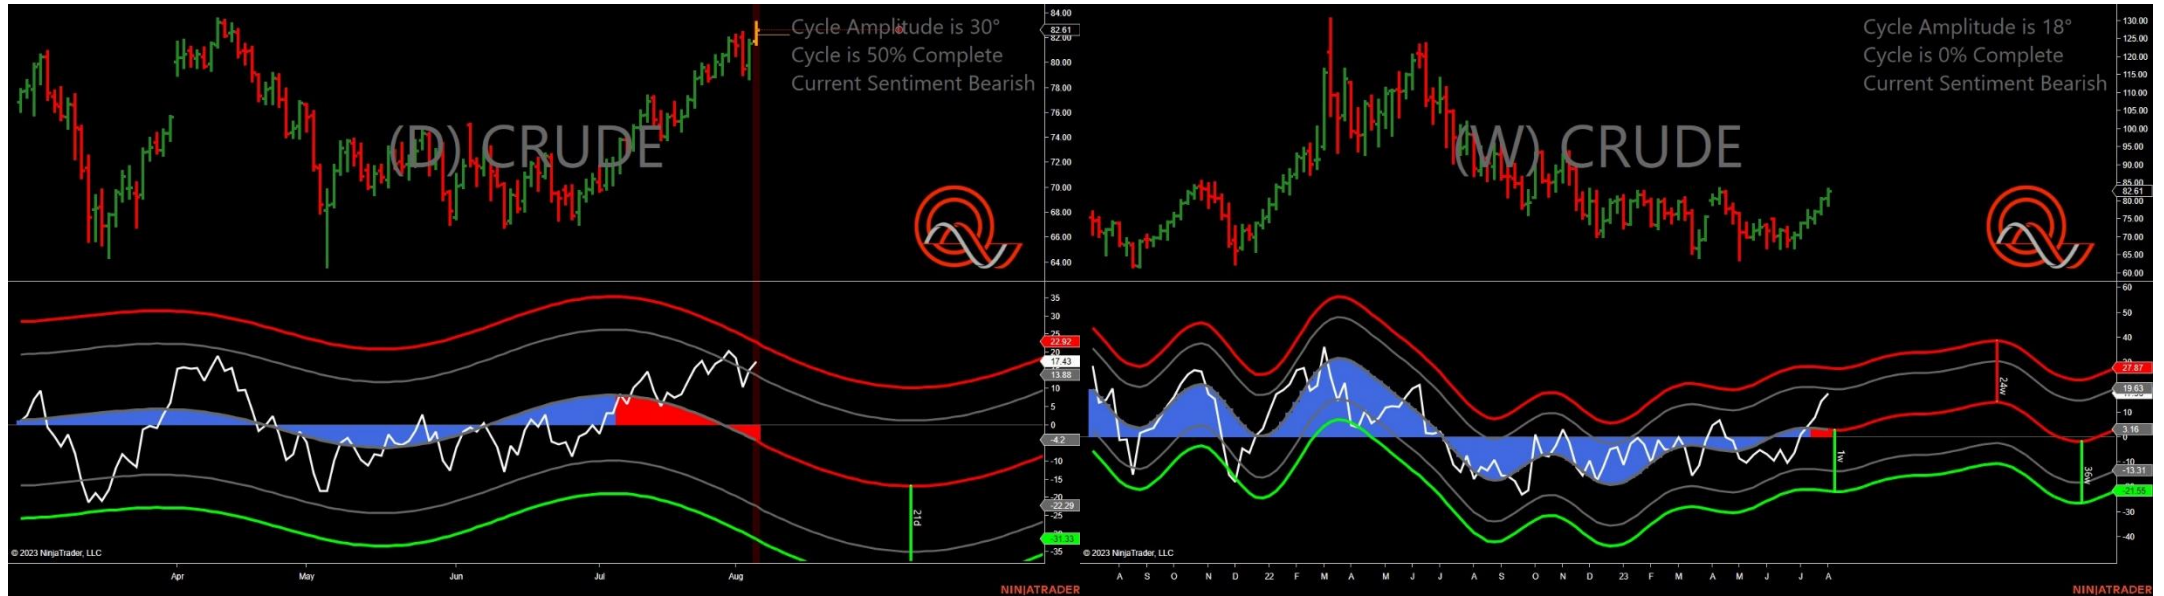 Cycle Amplitude is 30°
Cycle is 50% Complete
Current Sentiment Bearish
(D) CRUDE
84.00
82.61
82.00
80.00
78.00
76.00
74.00
72.00
70.00
68.00
66.00
64.00
35
30
25
22.92
20
17.43
13.88
10
5
0
-4.2
-10
-15
-20
-22.29
-25
-31.33
-35
21d
© 2023 NinjaTrader, LLC
Apr
May
Jun
Jul
Aug
NINJATRADER
Cycle Amplitude is 18°
Cycle is 0% Complete
Current Sentiment Bearish
(W) CRUDE
130.00
125.00
120.00
115.00
110.00
105.00
100.00
95.00
90.00
85.00
82.61
80.00
75.00
70.00
65.00
60.00
60
50
40
27.87
19.63
10
3.16
0
-10
-13.31
-21.55
-30
-40
24w
1w
36w
© 2023 NinjaTrader, LLC
A S O N D 22 F M A M J J A S O N D 23 F M A M J J A
NINJATRADER